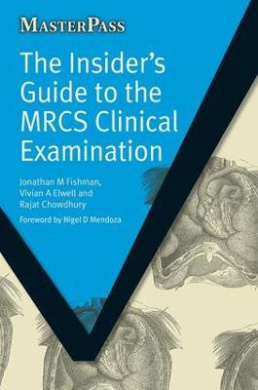 MASTERPASS
The Insider's
Guide to the
MRCS Clinical
Examination
Jonathan M Fishman,
Vivian A Elwell and
Rajat Chowdhury
Foreword by Nigel D Mendoza